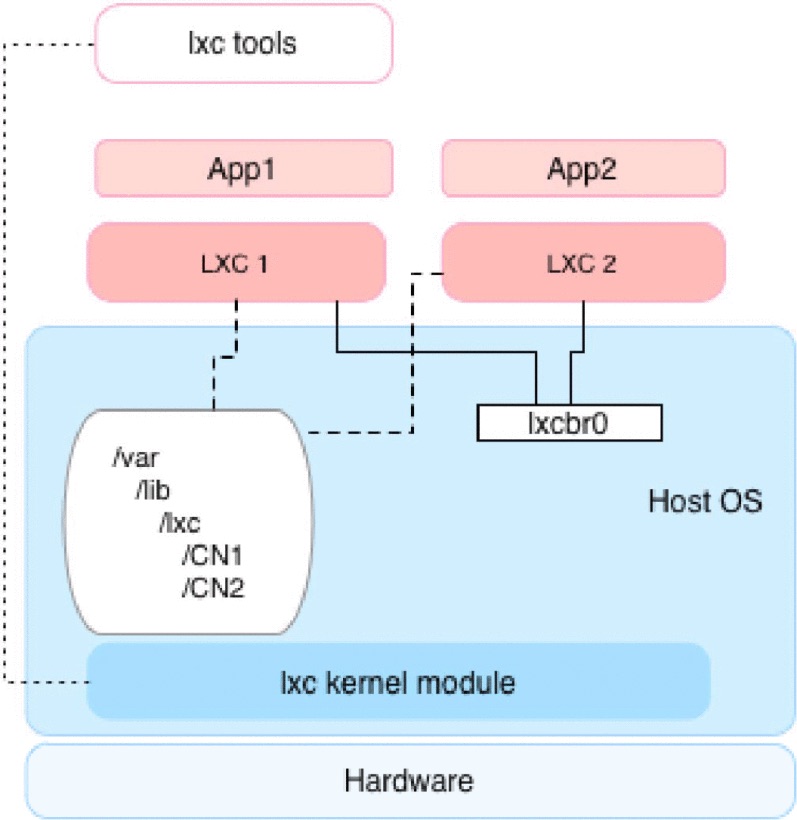 lxc tools
App1
App2
LXC 1
LXC 2
lxcbr0
/var
/lib
/lxc
/CN1
/CN2
Host OS
lxc kernel module
Hardware